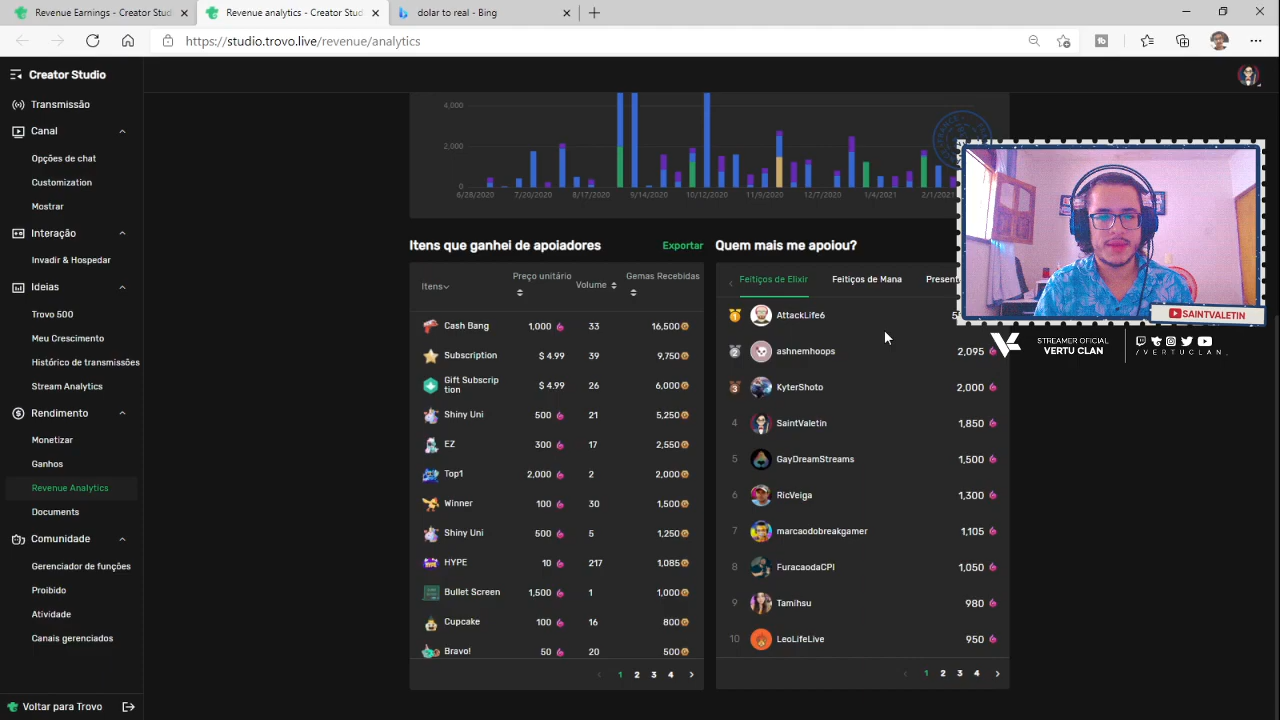 Revenue Earnings - Creator Stud
Revenue analytics - Creator Stud
dolar to real - Bing
https://studio.trovo.live/revenue/analytics
Creator Studio
Transmissão
Canal
Opções de chat
Customization
Mostrar
Interação
Invadir & Hospedar
Ideias
Trovo 500
Meu Crescimento
Histórico de transmissões
Stream Analytics
Rendimento
Monetizar
Ganhos
Revenue Analytics
Documents
Comunidade
Gerenciador de funções
Proibido
Atividade
Canais gerenciados
Voltar para Trovo
4,000
2,000
0
6/28/2020 7/20/2020 8/17/2020 9/14/2020 10/12/2020 11/9/2020 12/7/2020 1/4/2021 2/1/2021
Itens que ganhei de apoiadores Exportar
Itens Preço unitário Volume Gemas Recebidas
Cash Bang 1,000 33 16,500
Subscription $ 4.99 39 9,750
Gift Subscrip
tion $ 4.99 26 6,000
Shiny Uni 500 21 5,250
EZ 300 17 2,550
Top1 2,000 2 2,000
Winner 100 30 1,500
Shiny Uni 500 5 1,250
HYPE 10 217 1,085
Bullet Screen 1,500 1 1,000
Cupcake 100 16 800
Bravo! 50 20 500
1 2 3 4
Quem mais me apoiou?
Feitiços de Elixir Feitiços de Mana Present
AttackLife6
ashnemhoops 2,095
KyterShoto 2,000
4 SaintValetin 1,850
5 GayDreamStreams 1,500
6 RicVeiga 1,300
7 marcaodobreakgamer 1,105
8 FuracaodaCPI 1,050
9 Tamihsu 980
10 LeoLifeLive 950
1 2 3 4
SAINTVALETIN
STREAMER OFICIAL
VERTU CLAN
/VERTUCLAN_